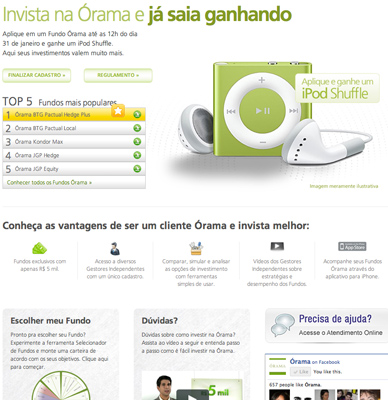 Invista na Órama e já saia ganhando
Aplique em um Fundo Órama até as 12h do dia
31 de janeiro e ganhe um iPod Shuffle.
Aqui seus investimentos valem muito mais.
FINALIZAR CADASTRO »
REGULAMENTO »
Aplique e ganhe um
iPod Shuffle
TOP 5 Fundos mais populares
1 Órama BTG Pactual Hedge Plus
2 Órama BTG Pactual Local
3 Órama Kondor Max
4 Órama JGP Hedge
5 Órama JGP Equity
Conhecer todos os Fundos Órama »
MENU
Imagem meramente ilustrativa
Conheça as vantagens de ser um cliente Órama e invista melhor:
Fundos exclusivos com
apenas R$ 5 mil.
Acesso a diversos
Gestores Independentes
com um único cadastro.
Comparar, simular e analisar
as opções de investimento
com ferramentas
simples de usar.
Vídeos dos Gestores
Independentes sobre
estratégias e
desempenho dos Fundos.
App Store
Acompanhe seus Fundos
Órama através do
aplicativo para iPhone.
Escolher meu Fundo
Pronto pra escolher seu Fundo?
Experimente a ferramenta Selecionador
de Fundos e monte uma carteira de
acordo com os seus objetivos. Clique aqui
para começar.
Dúvidas?
Dúvidas sobre como investir na Órama?
Assista ao vídeo a seguir e entenda passo
a passo como é fácil investir na Órama.
5 mil
Precisa de ajuda?
Acesse o Atendimento Online
Órama on Facebook
Like
You like this.
657 people like Órama.